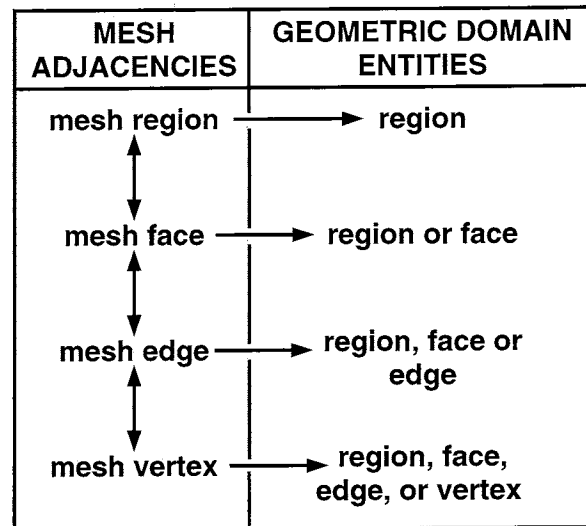 MESH
ADJACENCIES
GEOMETRIC DOMAIN
ENTITIES
mesh region
region
mesh face
region or face
mesh edge
region, face or
edge
mesh vertex
region, face,
edge, or vertex